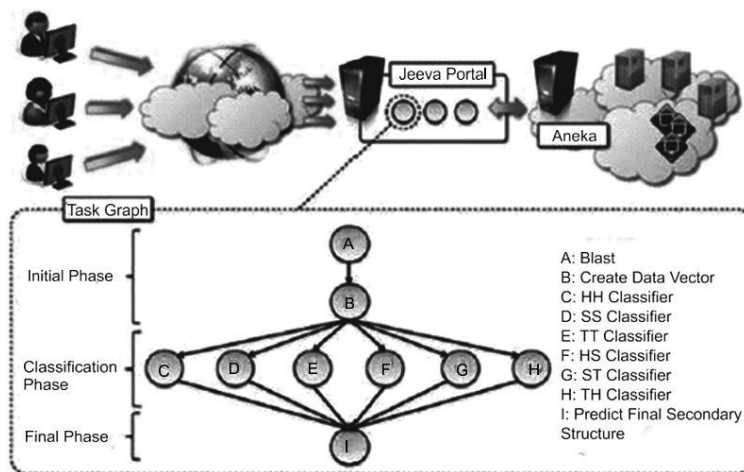 Jeeva Portal
Aneka
Task Graph
Initial Phase
Classification
Phase
Final Phase
A
B
C
D
E
F
G
H
I
A: Blast
B: Create Data Vector
C: HH Classifier
D: SS Classifier
E: TT Classifier
F: HS Classifier
G: ST Classifier
H: TH Classifier
I: Predict Final Secondary
Structure